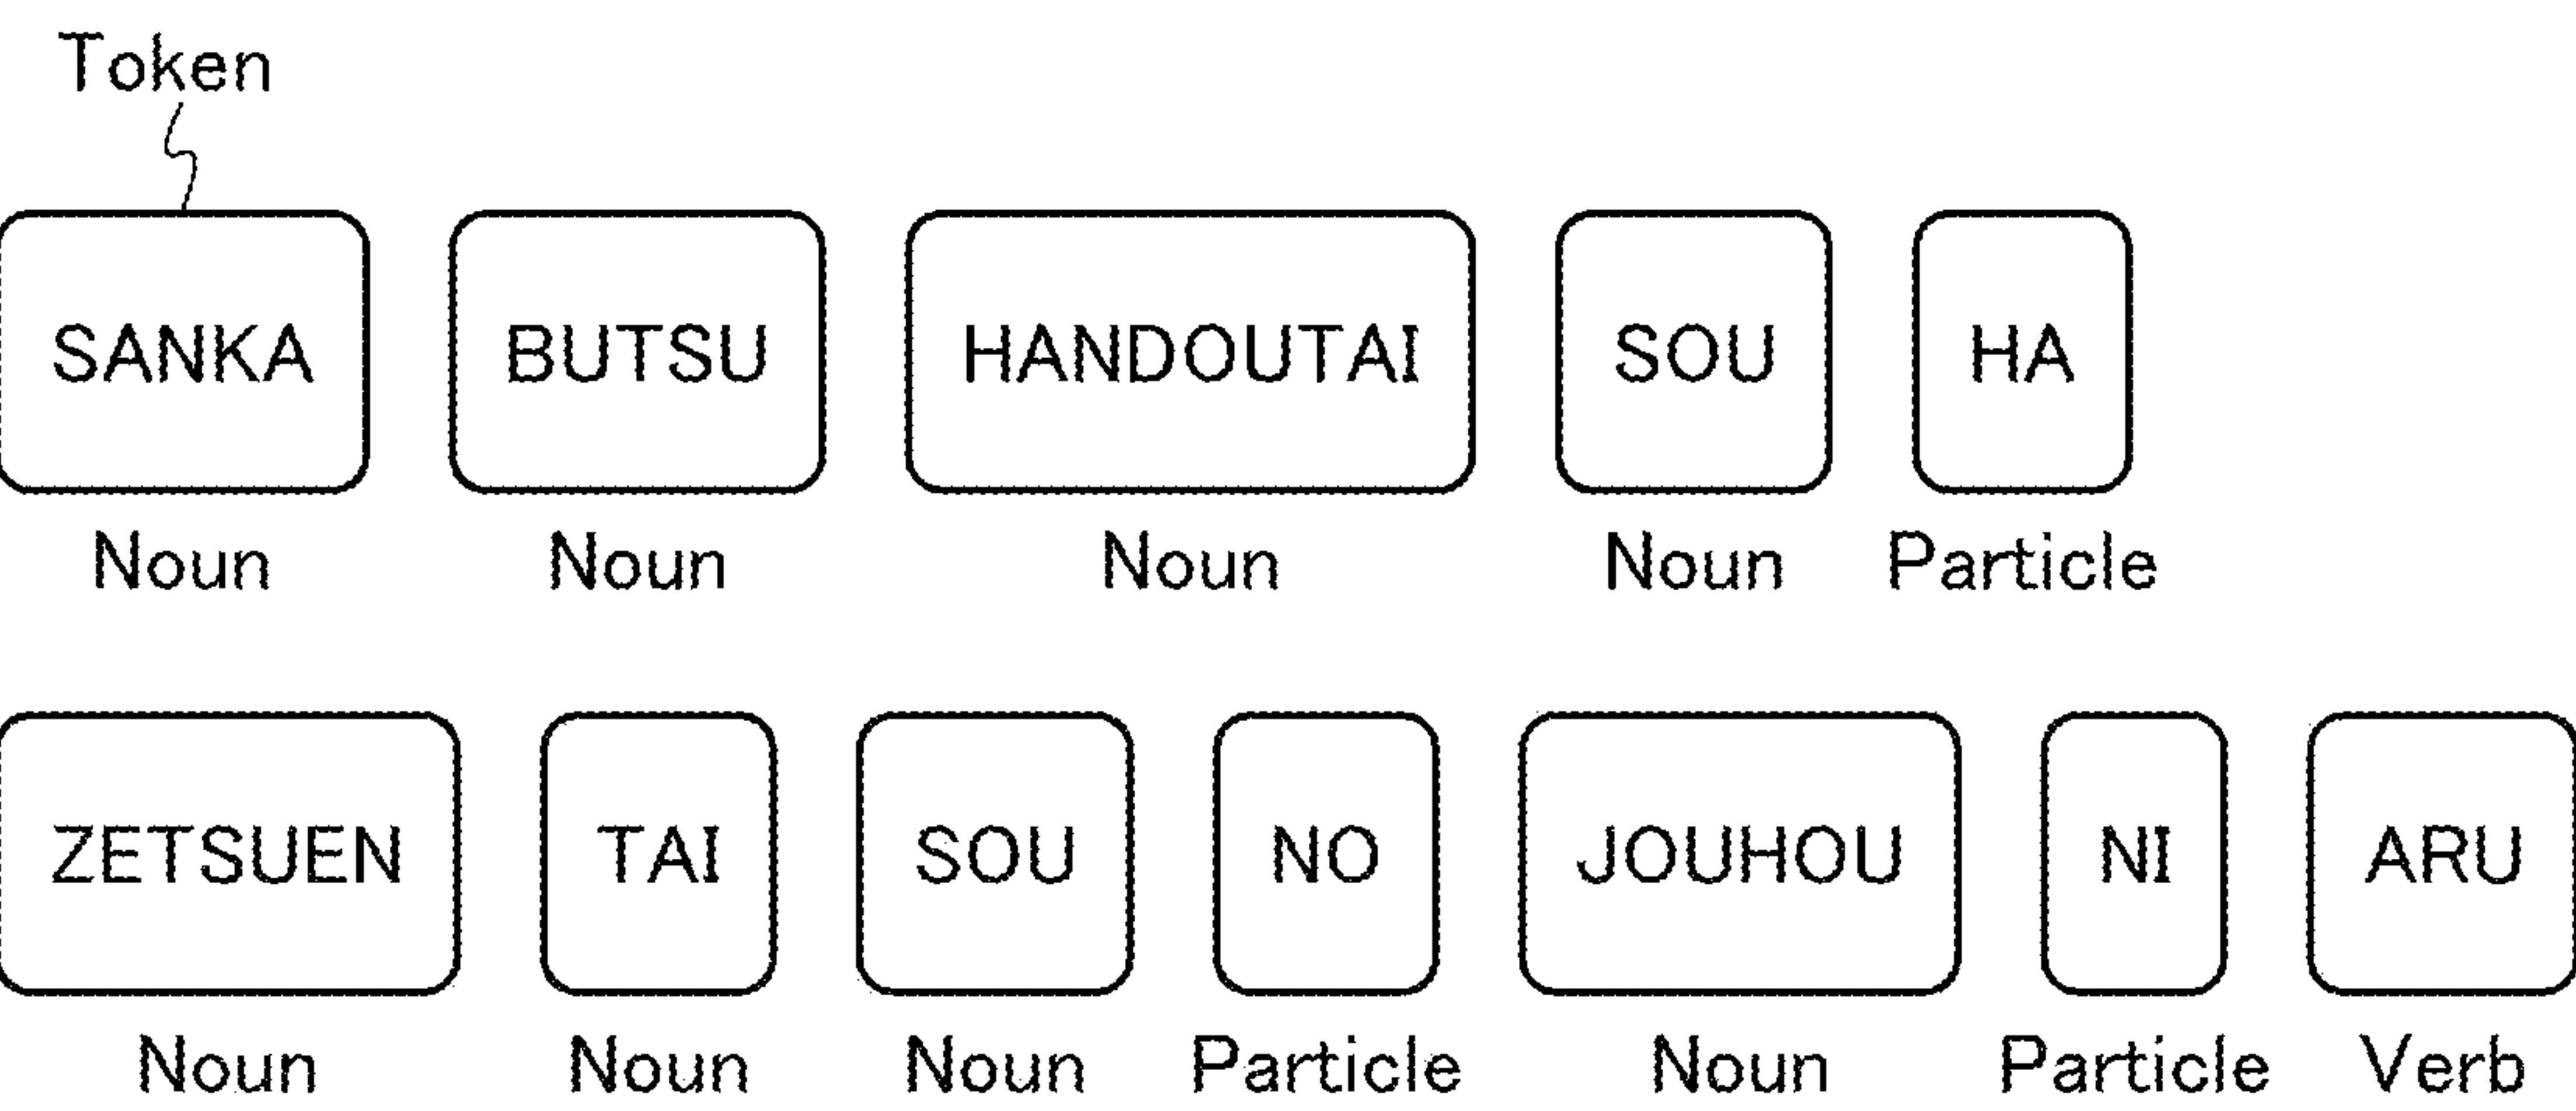 Token
SANKA BUTSU HANDOUTAI SOU HA
Noun Noun Noun Noun Particle
ZETSUEN TAI SOU NO JOUHOU NI ARU
Noun Noun Noun Particle Noun Particle Verb